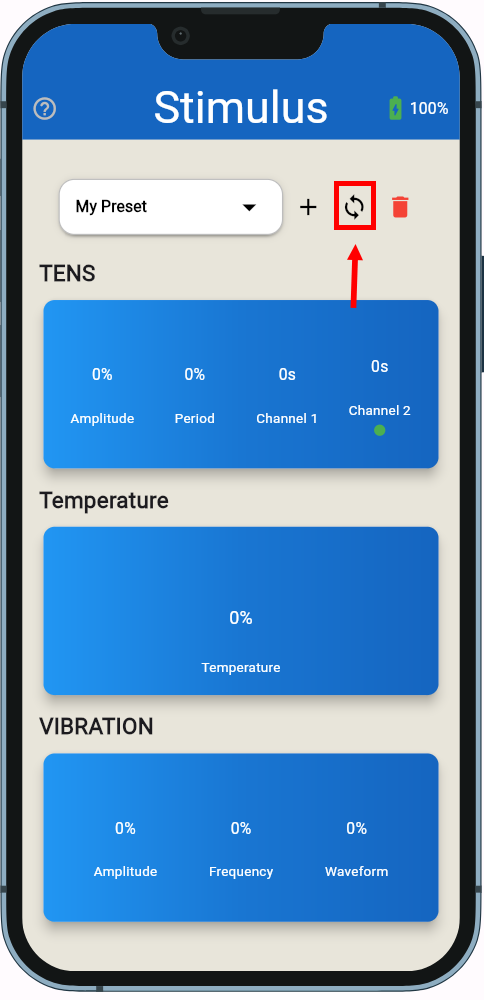 Stimulus
100%
My Preset
TENS
0% 0% 0s 0s
Amplitude Period Channel 1 Channel 2
Temperature
0%
Temperature
VIBRATION
0% 0% 0%
Amplitude Frequency Waveform